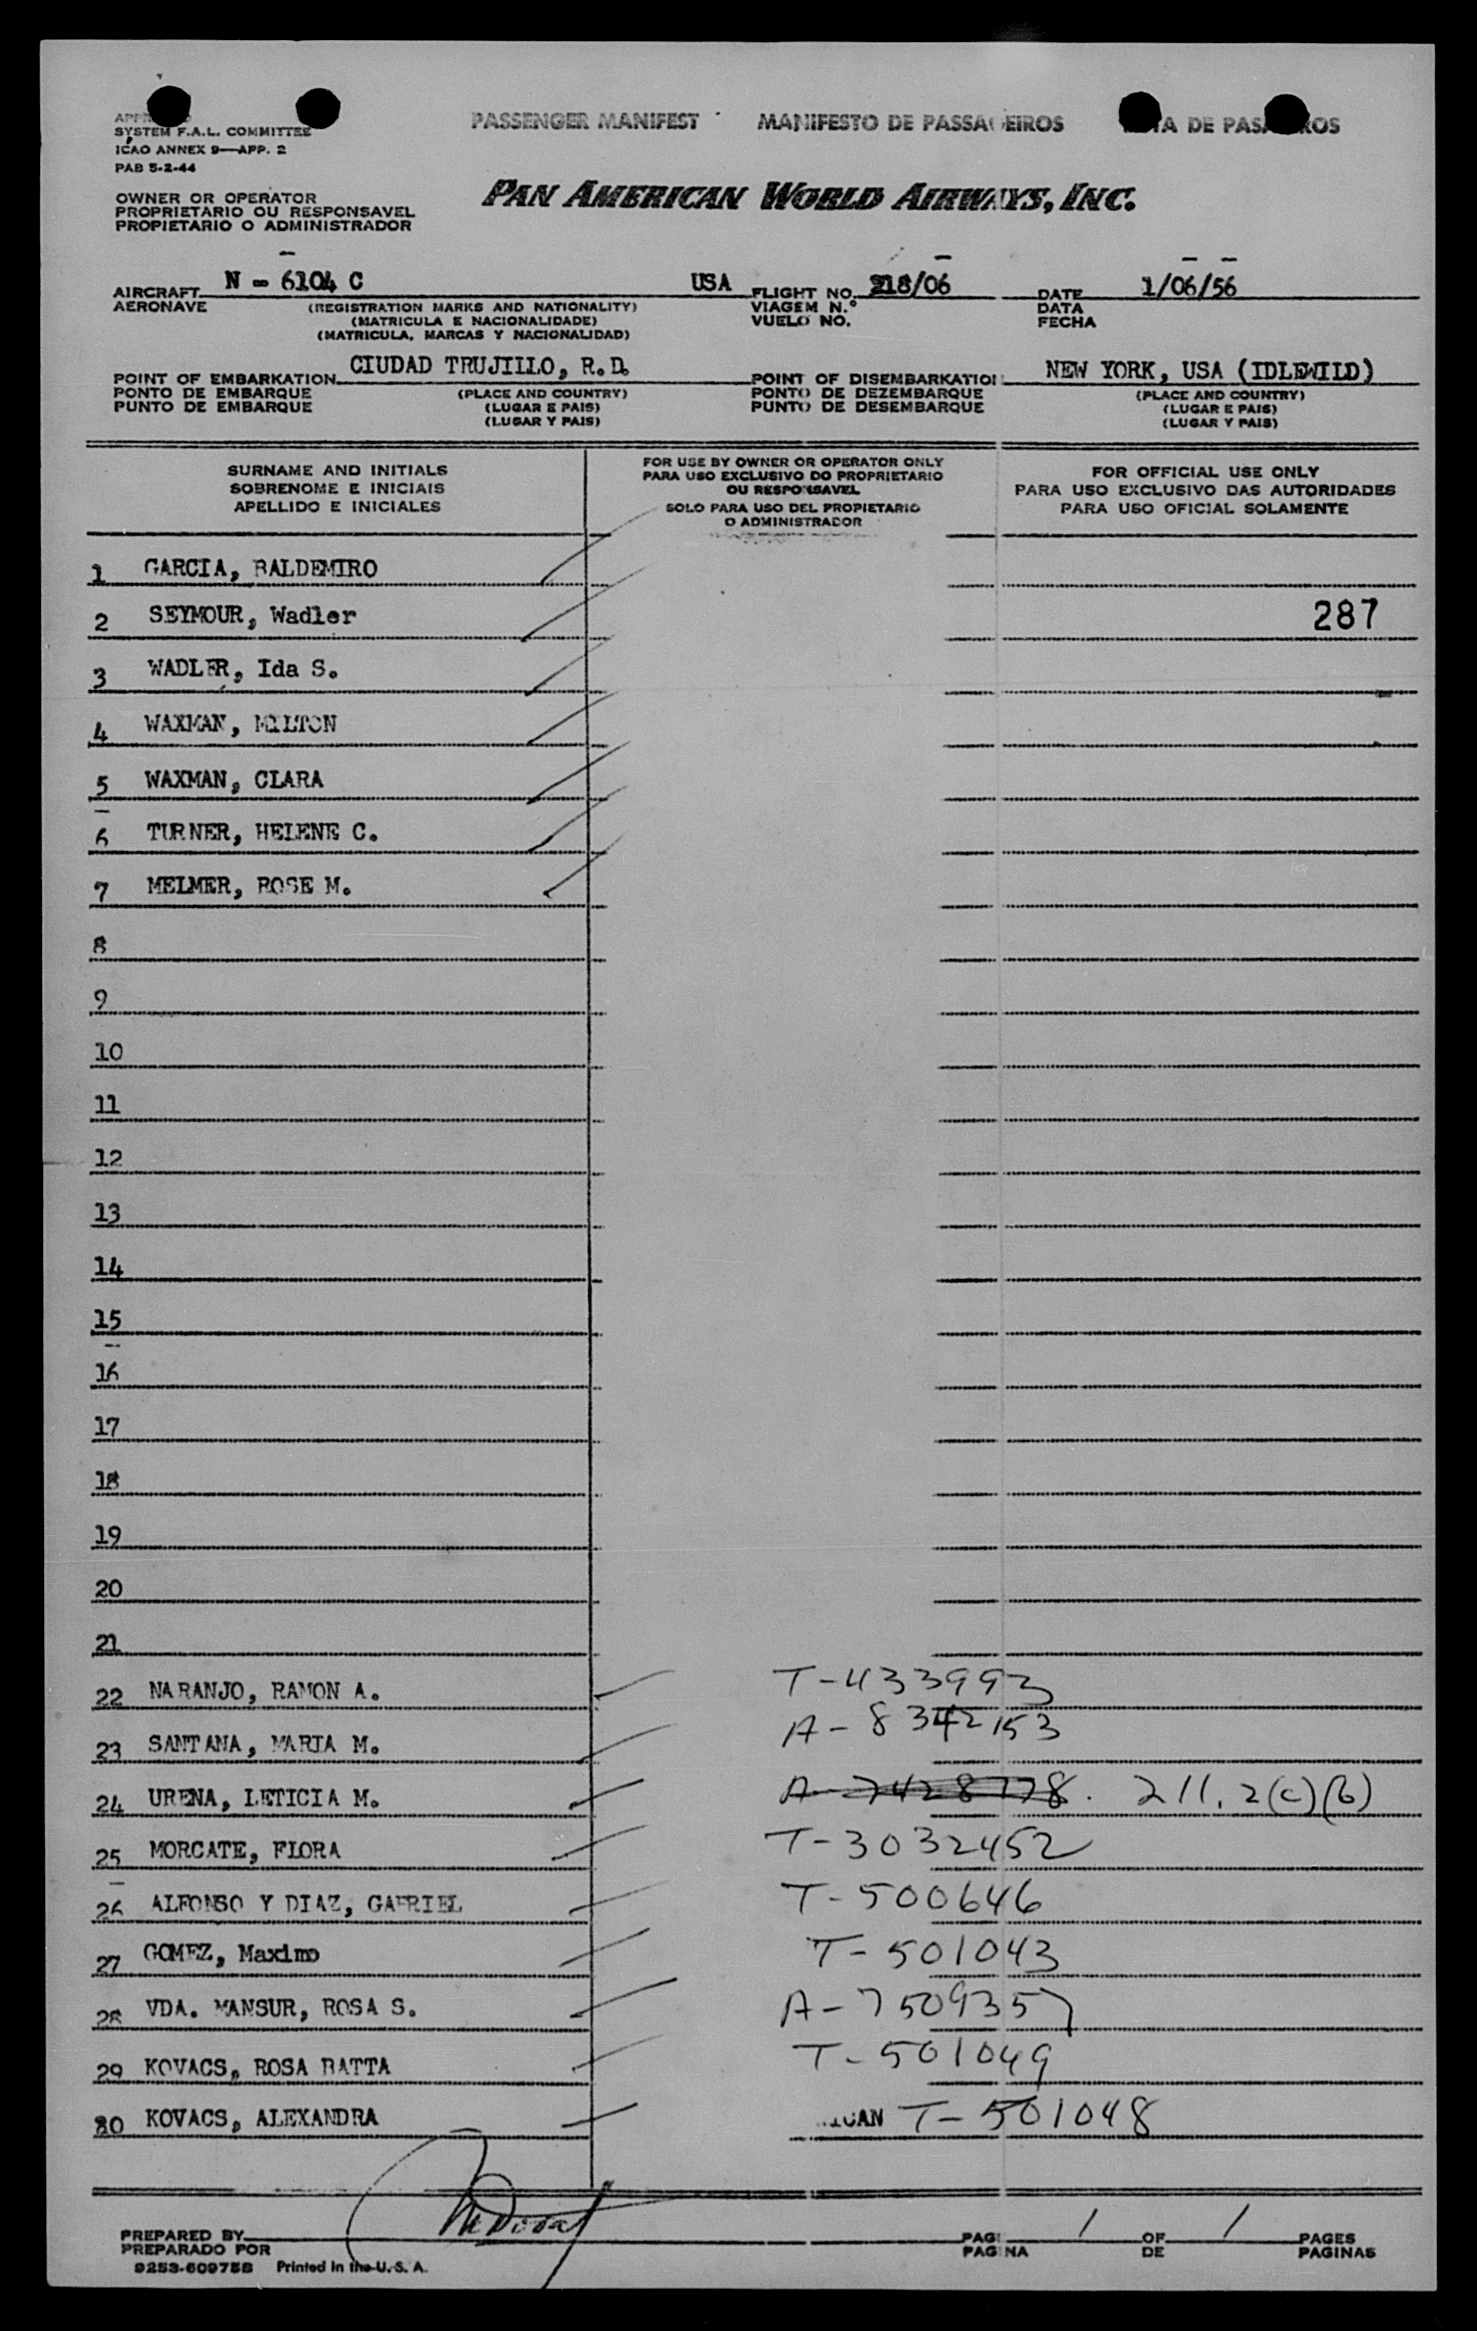 PASSENGER MANIFEST MANIFESTO DE PASSAGEIROS DE
SYSTEM F.A.L. COMMITTEE
ICAO ANNEX 9—APP. 2
PAB 5-2-44
OWNER OR OPERATOR
PROPRIETARIO OU RESPONSAVEL
PROPIETARIO O ADMINISTRADOR
PAN AMERICAN WORLD AIRWAYS, INC.
AIRCRAFT N - 6104 C USA FLIGHT NO. 218/06 DATE 1/06/56
AERONAVE (REGISTRATION MARKS AND NATIONALITY) VIAGEM N.° DATA
(MATRICULA E NACIONALIDADE) VUELO NO. FECHA
(MATRICULA, MARCAS Y NACIONALIDAD)
POINT OF EMBARKATION CIUDAD TRUJILLO, R.D. POINT OF DISEMBARKATION NEW YORK, USA (IDLEWILD)
PONTO DE EMBARQUE (PLACE AND COUNTRY) PONTO DE DEZEMBARQUE (PLACE AND COUNTRY)
PUNTO DE EMBARQUE (LUGAR E PAIS) PUNTO DE DESEMBARQUE (LUGAR E PAIS)
(LUGAR Y PAIS) (LUGAR Y PAIS)
SURNAME AND INITIALS
SOBRENOME E INICIAIS
APELLIDO E INICIALES
FOR USE BY OWNER OR OPERATOR ONLY
PARA USO EXCLUSIVO DO PROPRIETARIO
OU RESPONSAVEL
SOLO PARA USO DEL PROPIETARIO
O ADMINISTRADOR
FOR OFFICIAL USE ONLY
PARA USO EXCLUSIVO DAS AUTORIDADES
PARA USO OFICIAL SOLAMENTE
1 GARCIA, BALDEMIRO
2 SEYMOUR, Wadler 287
3 WADLER, Ida S.
4 WAXMAN, MILTON
5 WAXMAN, CLARA
6 TURNER, HELENE C.
7 MELMER, ROSE M.
8
9
10
11
12
13
14
15
16
17
18
19
20
21
22 NARANJO, RAMON A. T-433993
23 SANTANA, MARIA M. A-8342153
24 URENA, LETICIA M. A-7428778. 211.2(c)(b)
25 MORCATE, FLORA T-3032452
26 ALFONSO Y DIAZ, GABRIEL T-500646
27 GOMEZ, Maximo T-501043
28 VDA. MANSUR, ROSA S. A-7509357
29 KOVACS, ROSA BATTA T-501049
30 KOVACS, ALEXANDRA T-501048
PREPARED BY PAGE 1 OF 1 PAGES
PREPARADO POR PAGINA DE PAGINAS
9253-60975B Printed in the U.S.A.